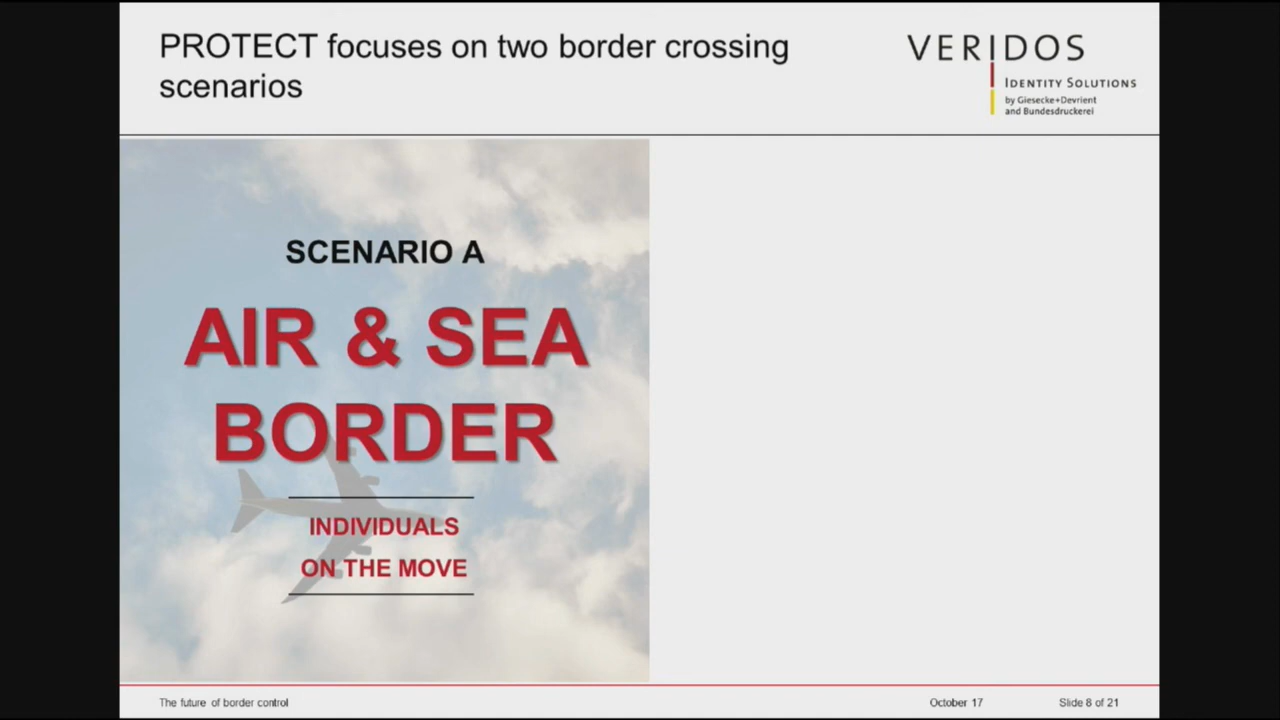 PROTECT focuses on two border crossing
scenarios
VERIDOS
IDENTITY SOLUTIONS
by Giesecke+Devrient
and Bundesdruckerei
SCENARIO A
AIR & SEA
BORDER
INDIVIDUALS
ON THE MOVE
The future of border control
October 17
Slide 8 of 21